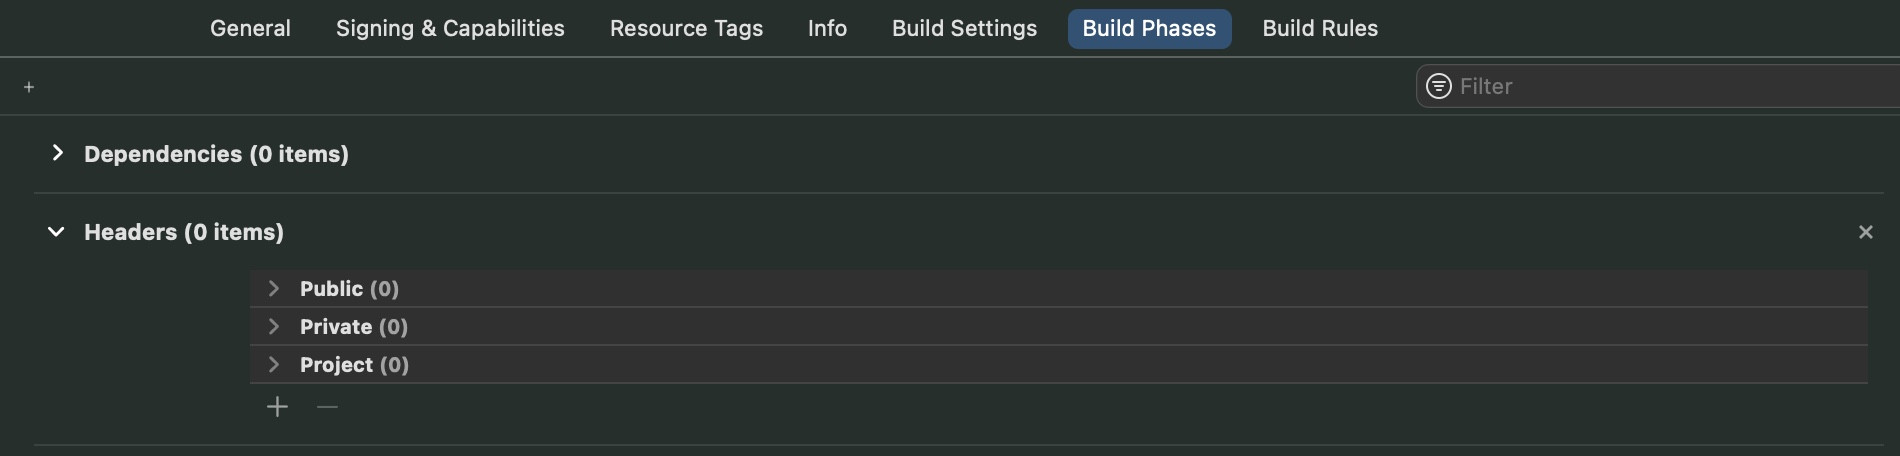 General Signing & Capabilities Resource Tags Info Build Settings Build Phases Build Rules
+ Filter
Dependencies (0 items)
Headers (0 items)
Public (0)
Private (0)
Project (0)